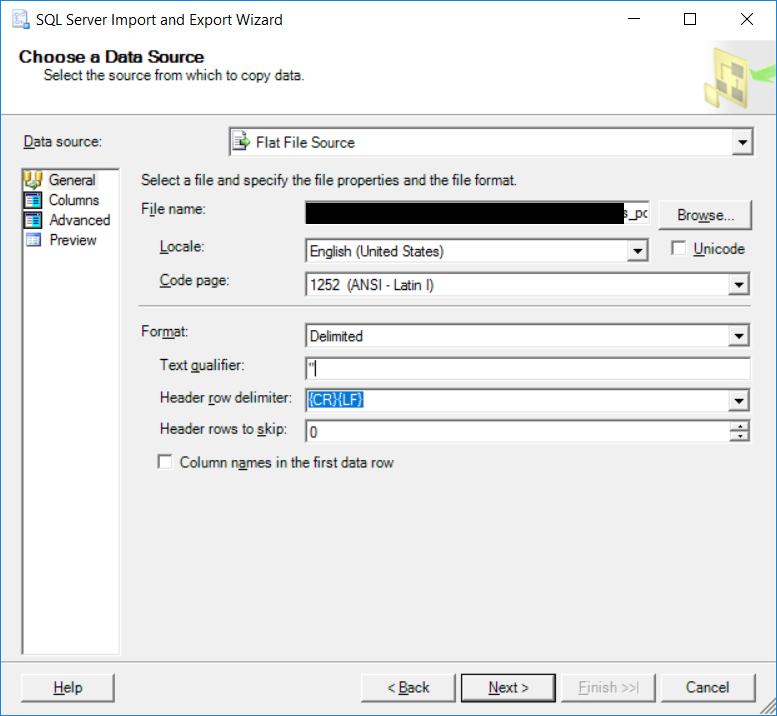 SQL Server Import and Export Wizard
Choose a Data Source
Select the source from which to copy data.
Data source: Flat File Source
General
Columns
Advanced
Preview
Select a file and specify the file properties and the file format.
File name: s_pc Browse...
Locale: English (United States) Unicode
Code page: 1252 (ANSI - Latin I)
Format: Delimited
Text qualifier: "
Header row delimiter: {CR}{LF}
Header rows to skip: 0
Column names in the first data row
Help < Back Next > Finish >>| Cancel